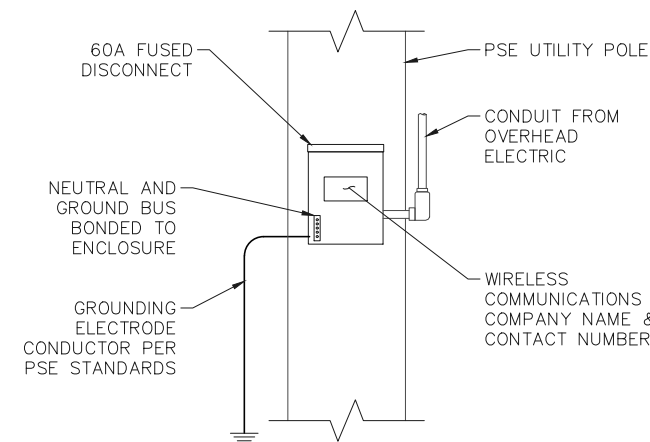 60A FUSED
DISCONNECT
PSE UTILITY POLE
CONDUIT FROM
OVERHEAD
ELECTRIC
NEUTRAL AND
GROUND BUS
BONDED TO
ENCLOSURE
WIRELESS
COMMUNICATIONS
COMPANY NAME &
CONTACT NUMBER
GROUNDING
ELECTRODE
CONDUCTOR PER
PSE STANDARDS